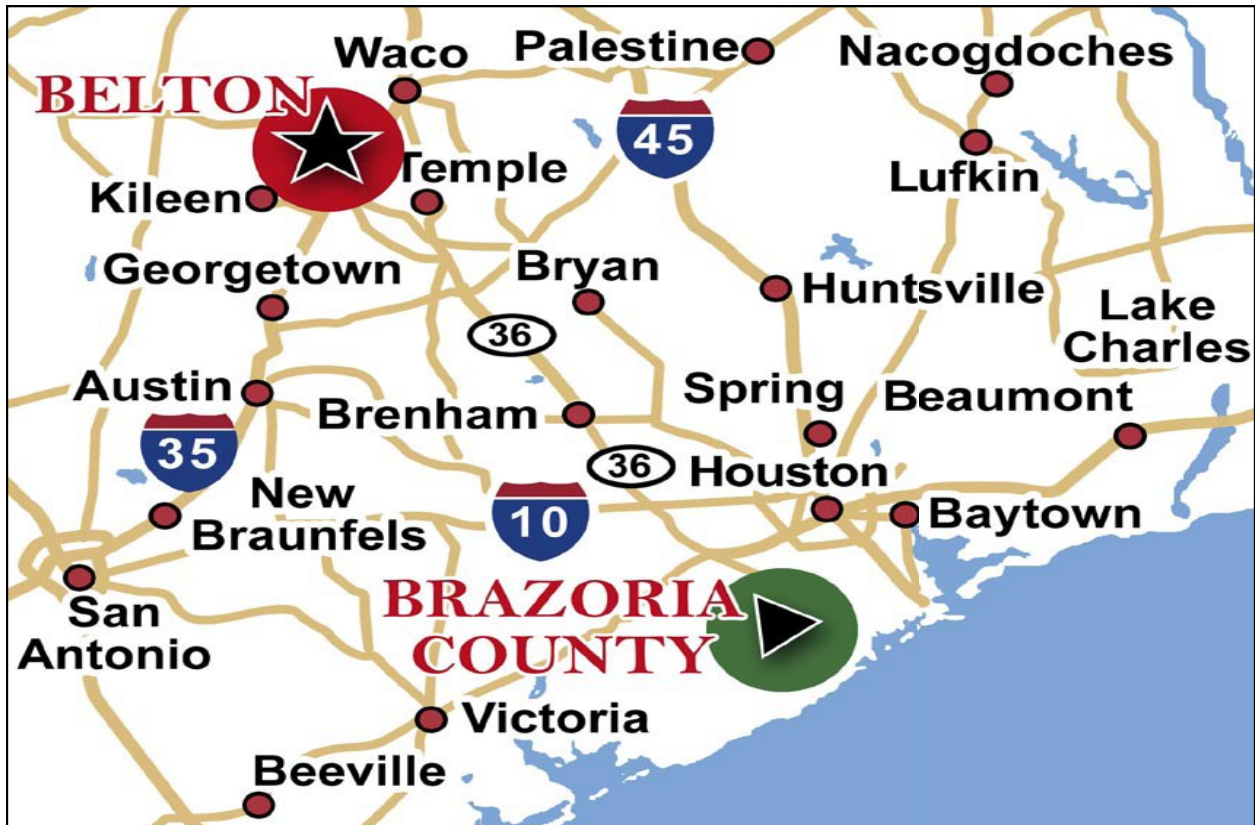 Waco
Palestine
Nacogdoches
BELTON
45
Temple
Kileen
Lufkin
Georgetown
Bryan
Huntsville
Lake
Charles
36
Austin
Spring
Beaumont
Brenham
35
36
Houston
New
Braunfels
10
Baytown
BRAZORIA
COUNTY
San
Antonio
Victoria
Beeville